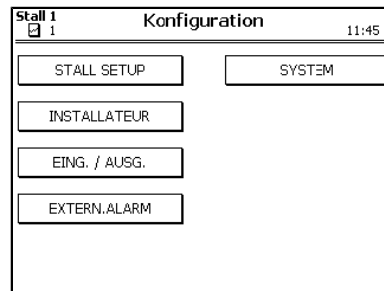 Stall 1
1
Konfiguration
11:45
STALL SETUP
SYSTEM
INSTALLATEUR
EING. / AUSG.
EXTERN.ALARM